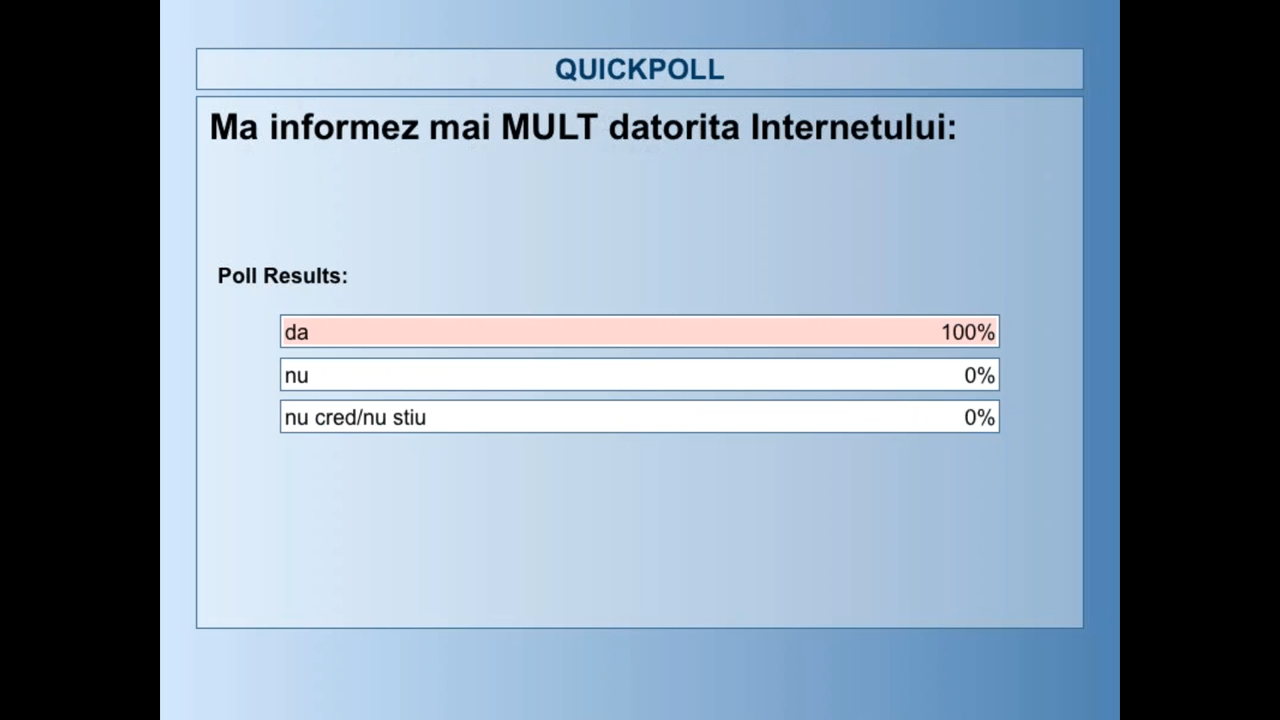 QUICKPOLL
Ma informez mai MULT datorita Internetului:
Poll Results:
da 100%
nu 0%
nu cred/nu stiu 0%